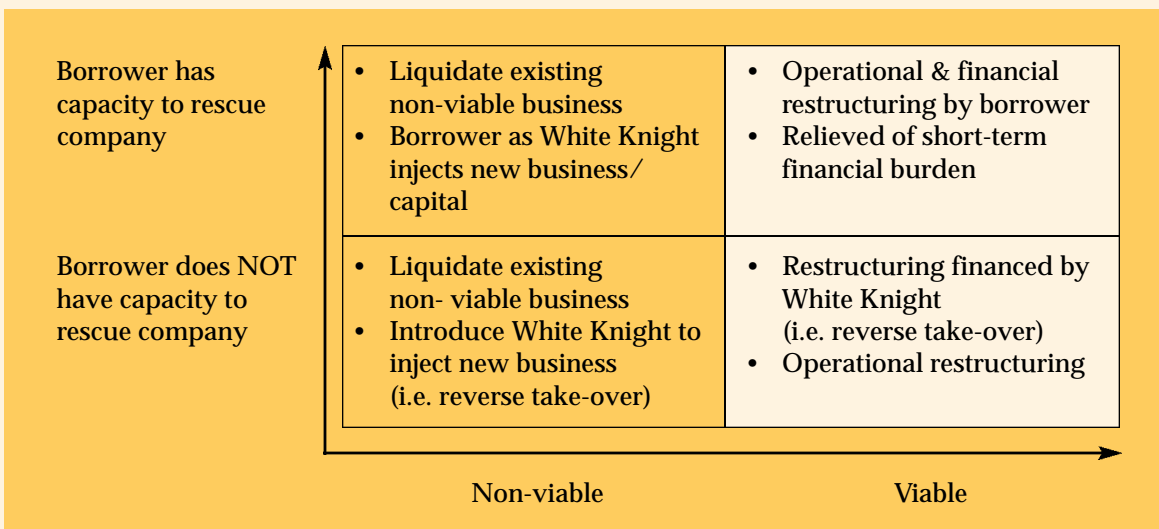 Borrower has
capacity to rescue
company
• Liquidate existing
non-viable business
• Borrower as White Knight
injects new business/
capital
• Operational & financial
restructuring by borrower
• Relieved of short-term
financial burden
Borrower does NOT
have capacity to
rescue company
• Liquidate existing
non- viable business
• Introduce White Knight to
inject new business
(i.e. reverse take-over)
• Restructuring financed by
White Knight
(i.e. reverse take-over)
• Operational restructuring
Non-viable
Viable